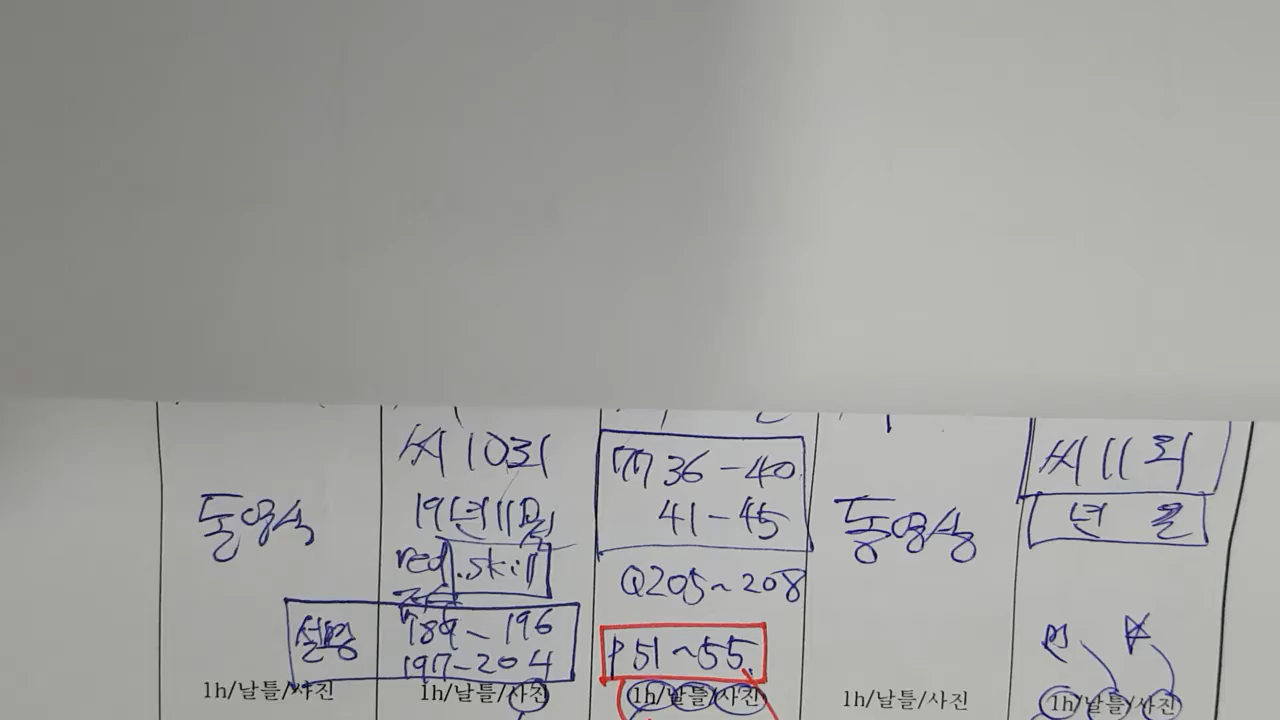 동영상
씨 10회
19년 11월
red .skill
설명
189 ~ 196
197-204
1h/날틀/사진
1h/날틀/사진
36-40
41-45
Q205~208
P 51~55
1h/날틀/사진
동영상
1h/날틀/사진
씨 11회
년 월
1h/날틀/사진